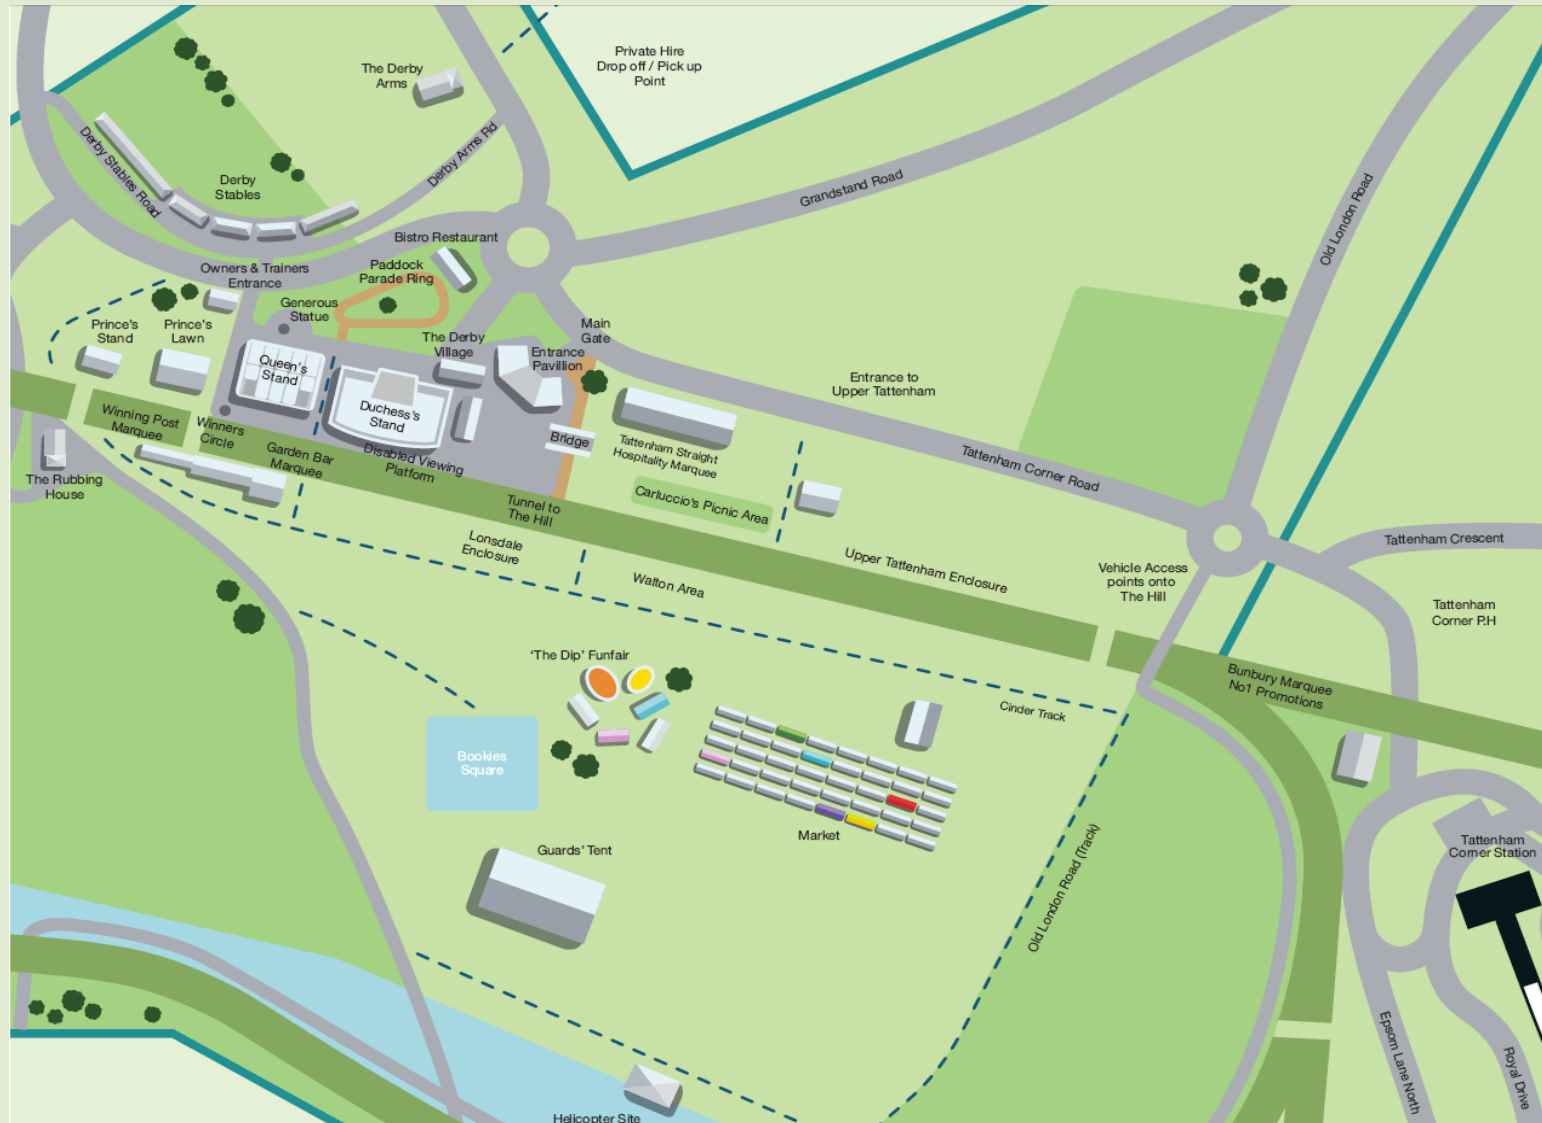 Private Hire
Drop off / Pick up
Point
The Derby
Arms
Derby Stables Road
Derby
Stables
Derby Arms Rd
Grandstand Road
Old London Road
Bistro Restaurant
Owners & Trainers
Entrance
Paddock
Parade Ring
Generous
Statue
Prince's
Stand
Prince's
Lawn
The Derby
Village
Main
Gate
Entrance
Pavillion
Queen's
Stand
Duchess's
Stand
Entrance to
Upper Tattenham
Winning Post
Marquee
Winners
Circle
Garden Bar
Marquee
Disabled Viewing
Platform
Bridge
Tattenham Straight
Hospitality Marquee
Tattenham Corner Road
The Rubbing
House
Carluccio's Picnic Area
Tunnel to
The Hill
Lonsdale
Enclosure
Walton Area
Upper Tattenham Enclosure
Vehicle Access
points onto
The Hill
Tattenham Crescent
Tattenham
Corner P.H
'The Dip' Funfair
Cinder Track
Bunbury Marquee
No1 Promotions
Bookies
Square
Market
Guards' Tent
Old London Road (Track)
Tattenham
Corner Station
Epsom Lane North
Royal Drive
Helicopter Site